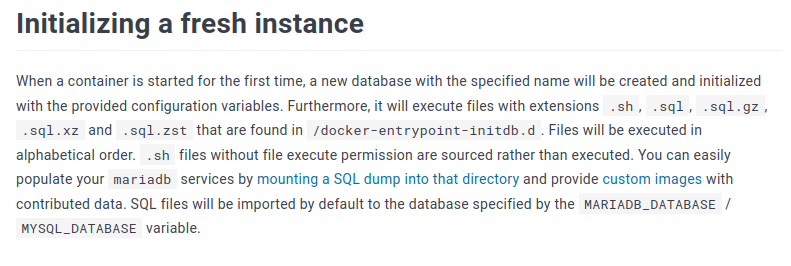 Initializing a fresh instance
When a container is started for the first time, a new database with the specified name will be created and initialized
with the provided configuration variables. Furthermore, it will execute files with extensions .sh, .sql, .sql.gz,
.sql.xz and .sql.zst that are found in /docker-entrypoint-initdb.d. Files will be executed in
alphabetical order. .sh files without file execute permission are sourced rather than executed. You can easily
populate your mariadb services by mounting a SQL dump into that directory and provide custom images with
contributed data. SQL files will be imported by default to the database specified by the MARIADB_DATABASE /
MYSQL_DATABASE variable.